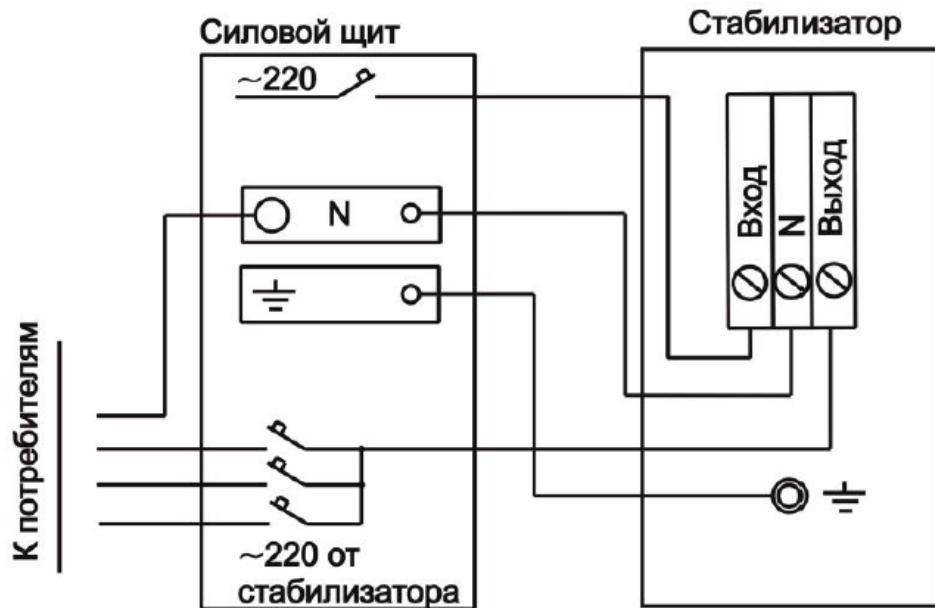 Силовой щит
Стабилизатор
~220
N
Вход
N
Выход
К потребителям
~220 от
стабилизатора